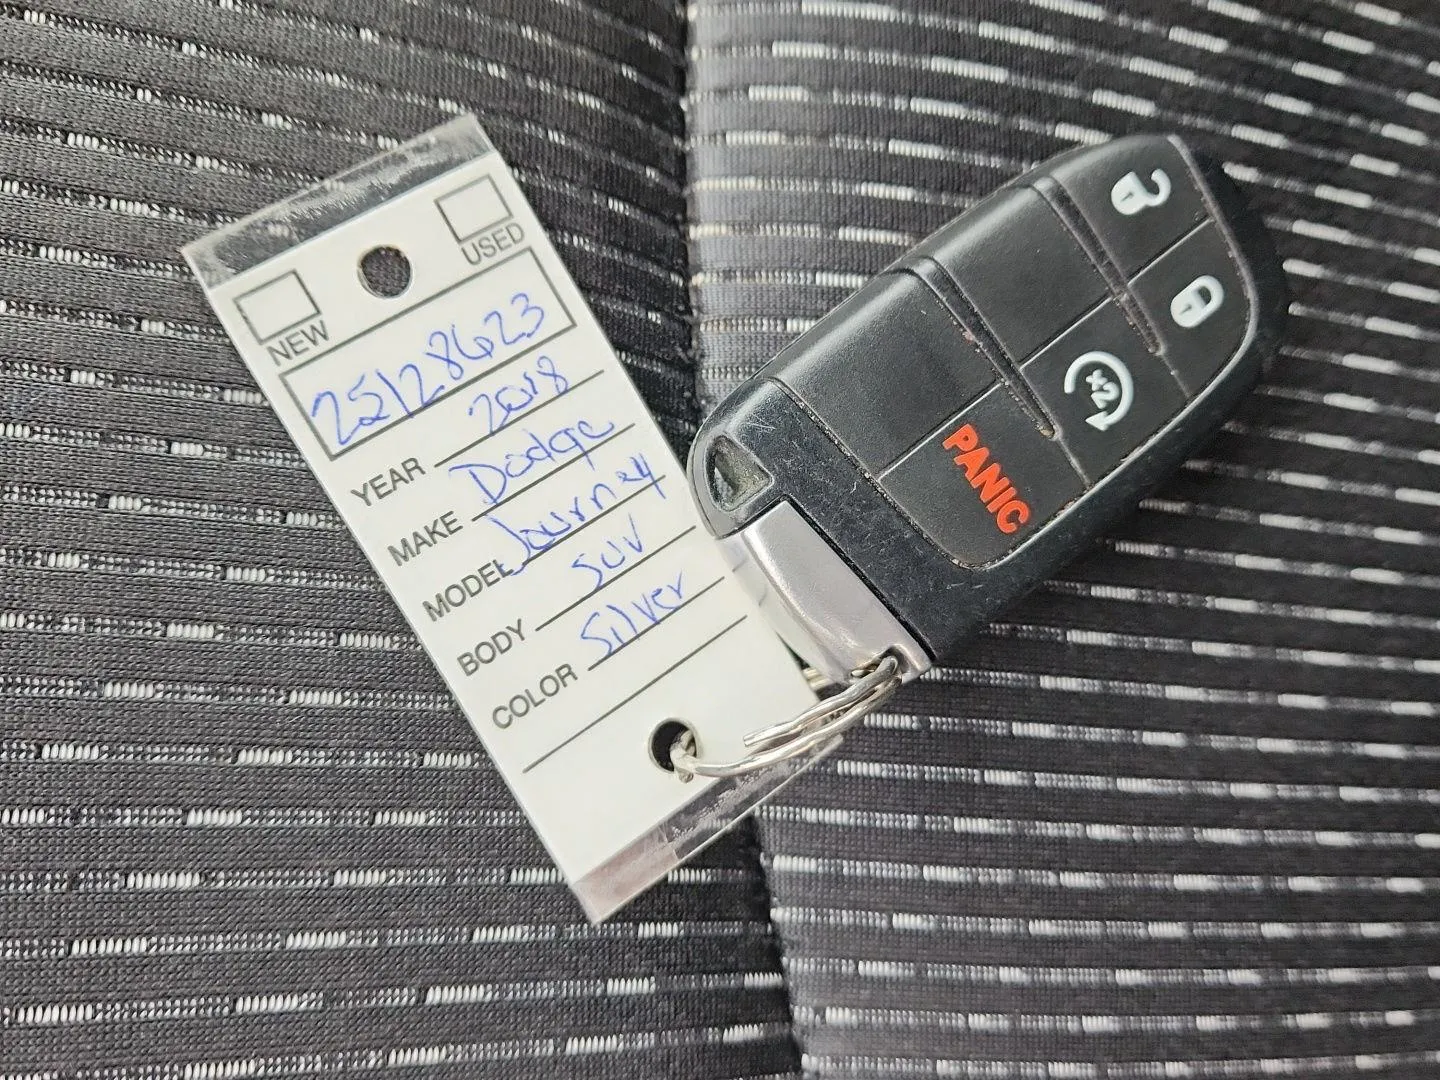 NEW
USED
25128623
YEAR 2018
MAKE Dodge
MODEL Journey
BODY SUV
COLOR Silver
PANIC